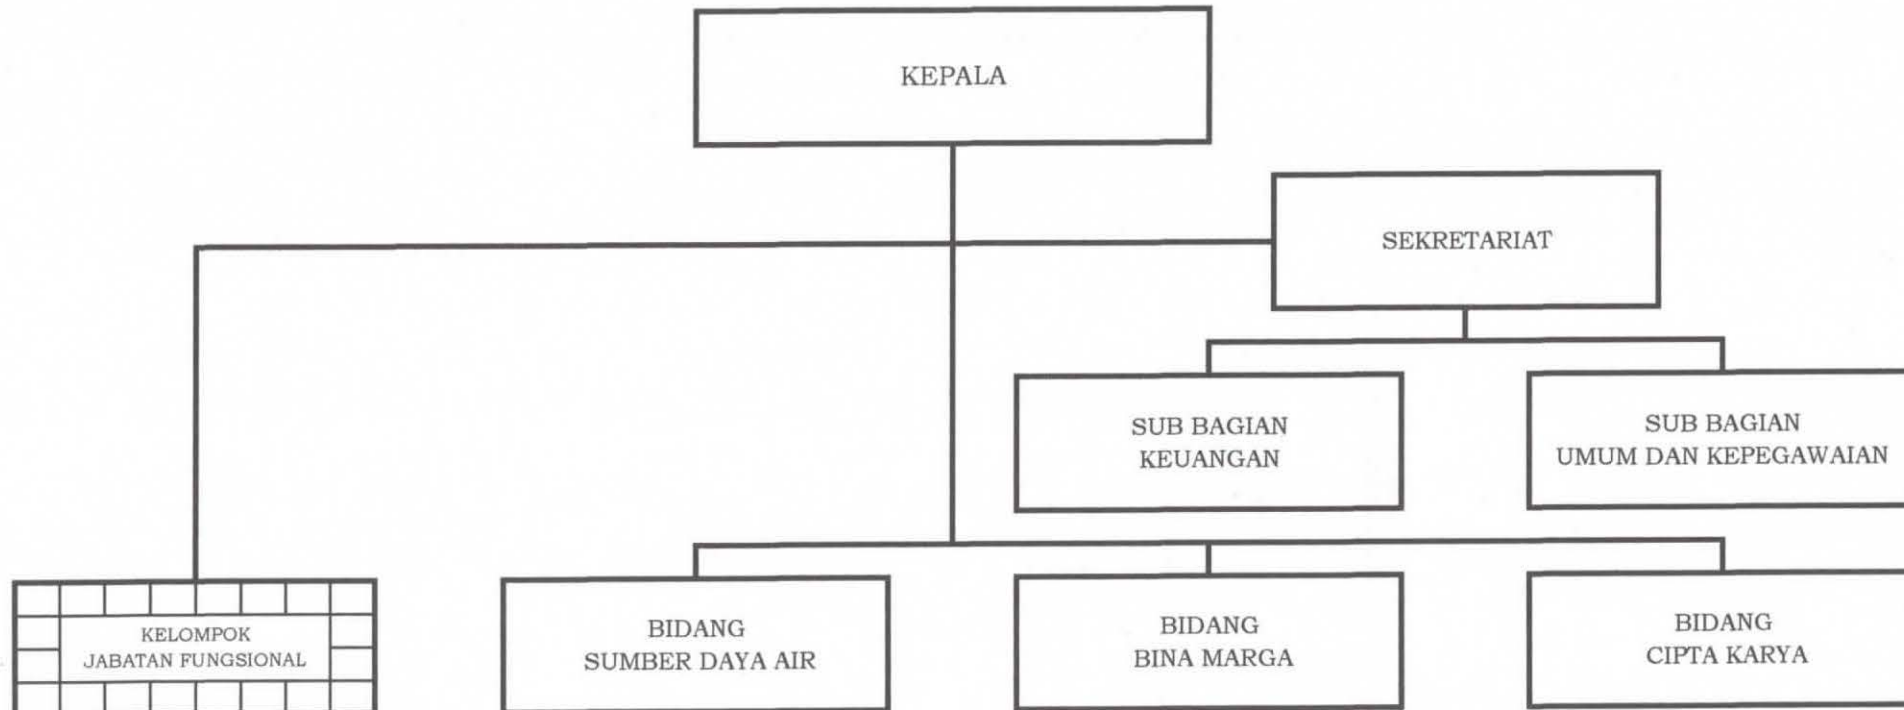 KEPALA
SEKRETARIAT
SUB BAGIAN
KEUANGAN
SUB BAGIAN
UMUM DAN KEPEGAWAIAN
KELOMPOK
JABATAN FUNGSIONAL
BIDANG
SUMBER DAYA AIR
BIDANG
BINA MARGA
BIDANG
CIPTA KARYA